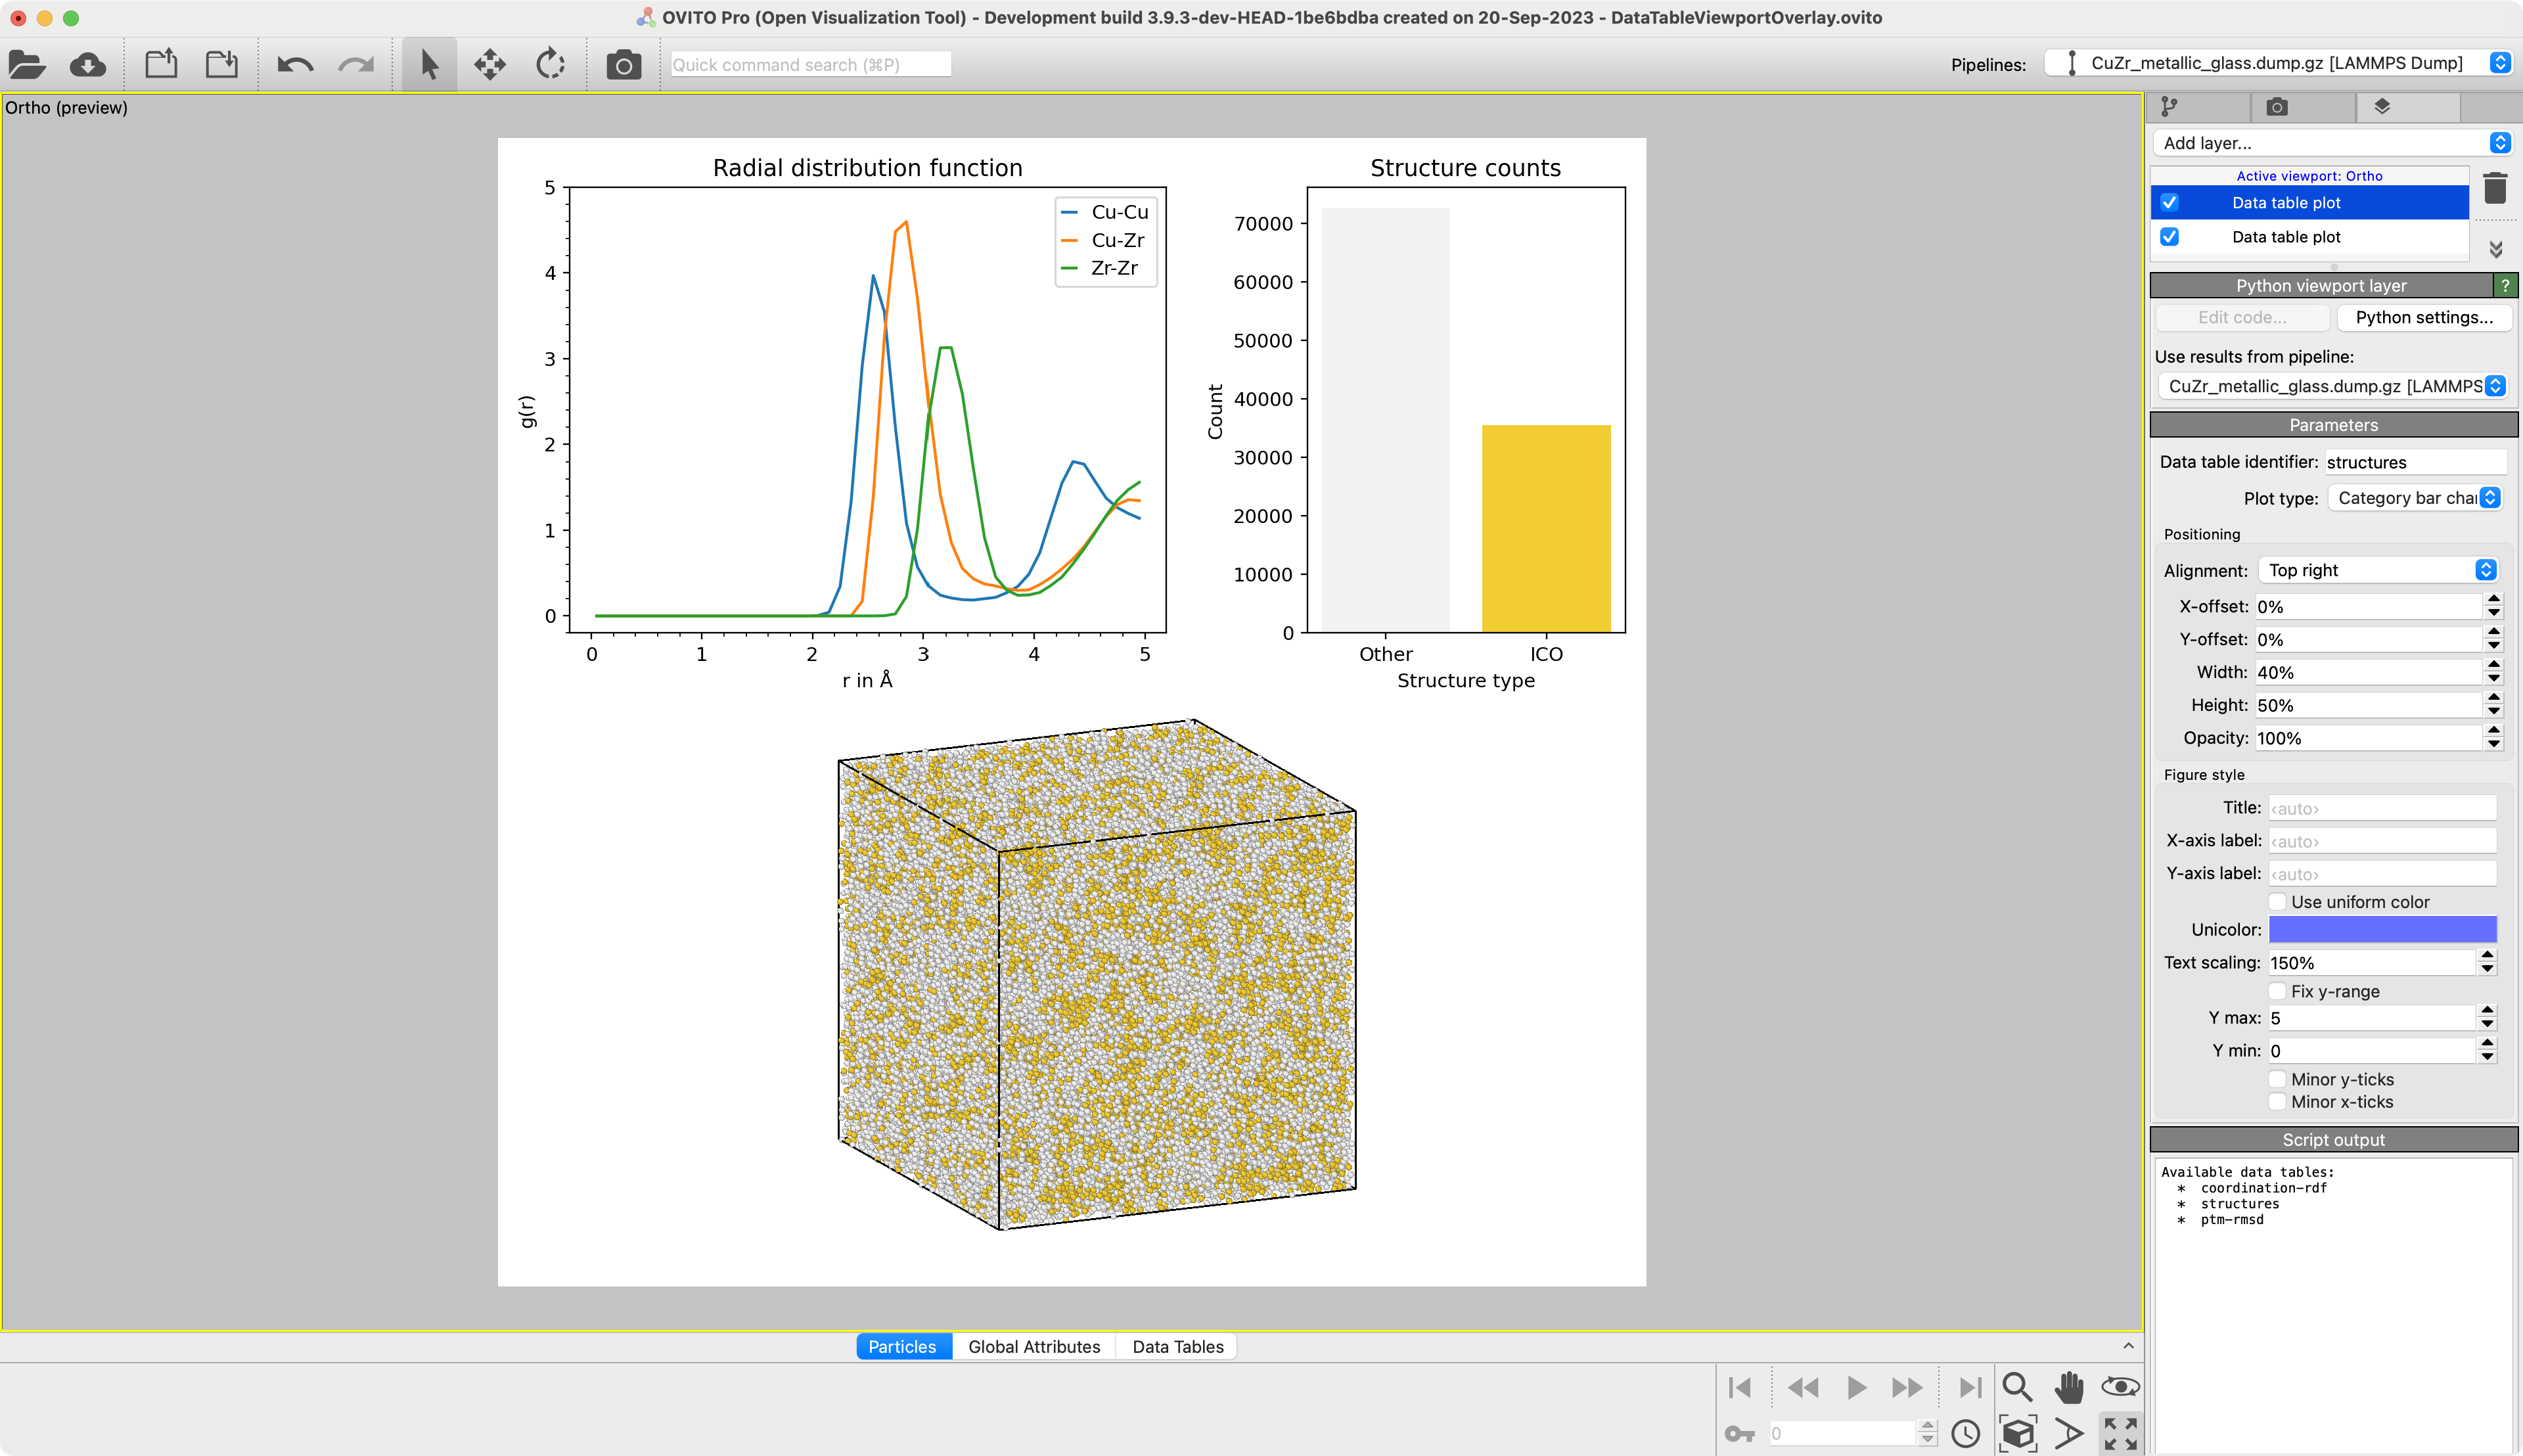 OVITO Pro (Open Visualization Tool) - Development build 3.9.3-dev-HEAD-1be6bdba created on 20-Sep-2023 - DataTableViewportOverlay.ovito
Quick command search (⌘P)
Pipelines:
CuZr_metallic_glass.dump.gz [LAMMPS Dump]
Ortho (preview)
Radial distribution function
5
4
3
2
1
0
g(r)
0 1 2 3 4 5
r in Å
Cu-Cu
Cu-Zr
Zr-Zr
Structure counts
70000
60000
50000
40000
30000
20000
10000
0
Count
Other ICO
Structure type
Add layer...
Active viewport: Ortho
Data table plot
Data table plot
Python viewport layer
?
Edit code...
Python settings...
Use results from pipeline:
CuZr_metallic_glass.dump.gz [LAMMPS
Parameters
Data table identifier: structures
Plot type: Category bar char
Positioning
Alignment: Top right
X-offset: 0%
Y-offset: 0%
Width: 40%
Height: 50%
Opacity: 100%
Figure style
Title: ‹auto›
X-axis label: ‹auto›
Y-axis label: ‹auto›
Use uniform color
Unicolor:
Text scaling: 150%
Fix y-range
Y max: 5
Y min: 0
Minor y-ticks
Minor x-ticks
Script output
Available data tables:
* coordination-rdf
* structures
* ptm-rmsd
Particles
Global Attributes
Data Tables
0